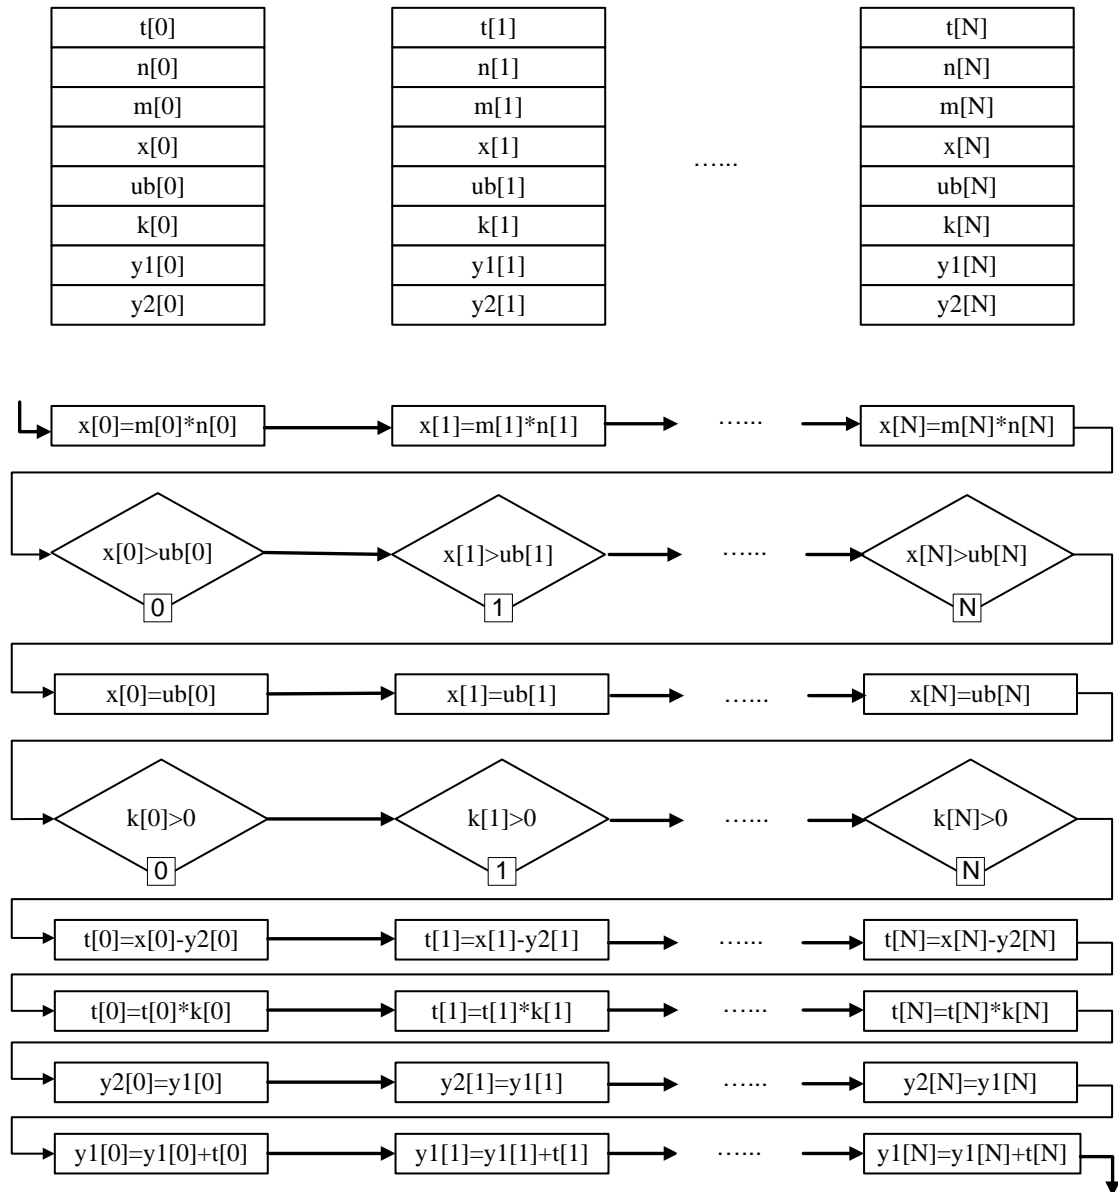 t[0] t[1] t[N]
n[0] n[1] n[N]
m[0] m[1] m[N]
x[0] x[1] …... x[N]
ub[0] ub[1] ub[N]
k[0] k[1] k[N]
y1[0] y1[1] y1[N]
y2[0] y2[1] y2[N]
x[0]=m[0]*n[0] x[1]=m[1]*n[1] …... x[N]=m[N]*n[N]
x[0]>ub[0] x[1]>ub[1] …... x[N]>ub[N]
0 1 N
x[0]=ub[0] x[1]=ub[1] …... x[N]=ub[N]
k[0]>0 k[1]>0 …... k[N]>0
0 1 N
t[0]=x[0]-y2[0] t[1]=x[1]-y2[1] …... t[N]=x[N]-y2[N]
t[0]=t[0]*k[0] t[1]=t[1]*k[1] …... t[N]=t[N]*k[N]
y2[0]=y1[0] y2[1]=y1[1] …... y2[N]=y1[N]
y1[0]=y1[0]+t[0] y1[1]=y1[1]+t[1] …... y1[N]=y1[N]+t[N]